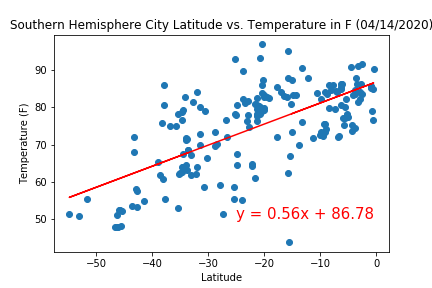 Southern Hemisphere City Latitude vs. Temperature in F (04/14/2020)
Temperature (F)
90
80
70
60
50
y = 0.56x + 86.78
−50
−40
−30
−20
−10
0
Latitude